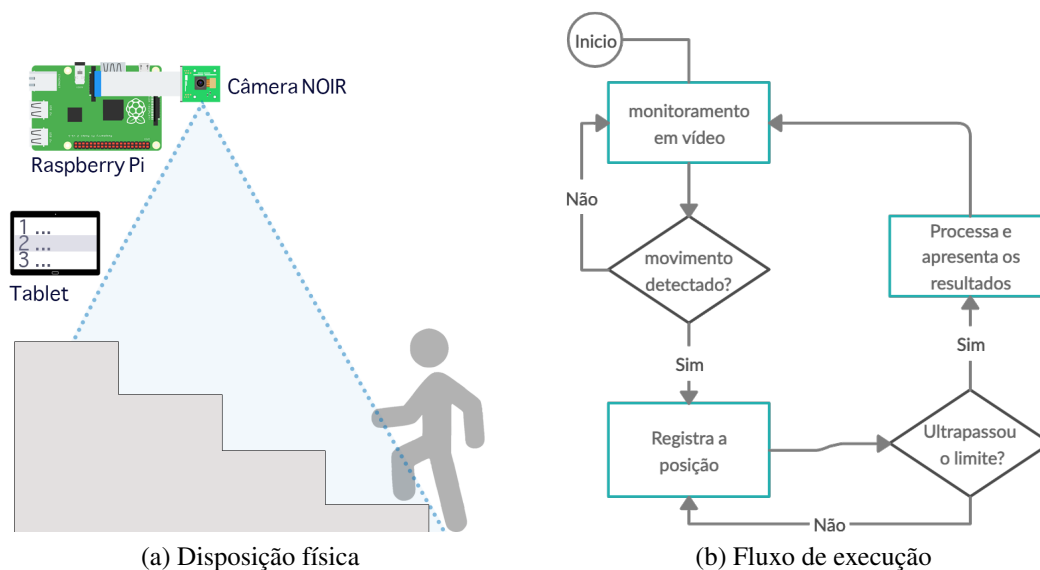 Câmera NOIR
Raspberry Pi
1 ...
2 ...
3 ...
Tablet
(a) Disposição física
Inicio
monitoramento
em vídeo
Não
movimento
detectado?
Sim
Registra a
posição
Processa e
apresenta os
resultados
Sim
Ultrapassou
o limite?
Não
(b) Fluxo de execução